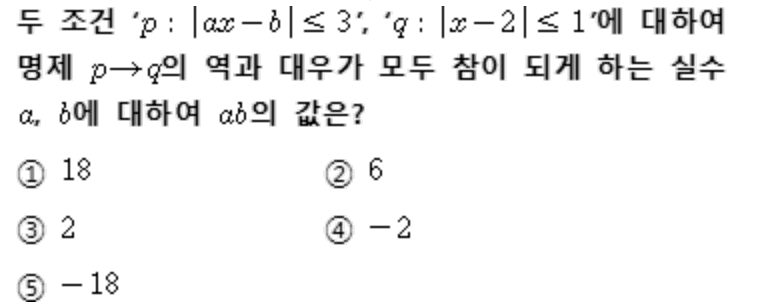 두 조건 ‘p : |ax－b| ≤ 3’, ‘q : |x－2| ≤ 1’에 대하여
명제 p→q의 역과 대우가 모두 참이 되게 하는 실수
a, b에 대하여 ab의 값은?
① 18 ② 6
③ 2 ④ －2
⑤ －18